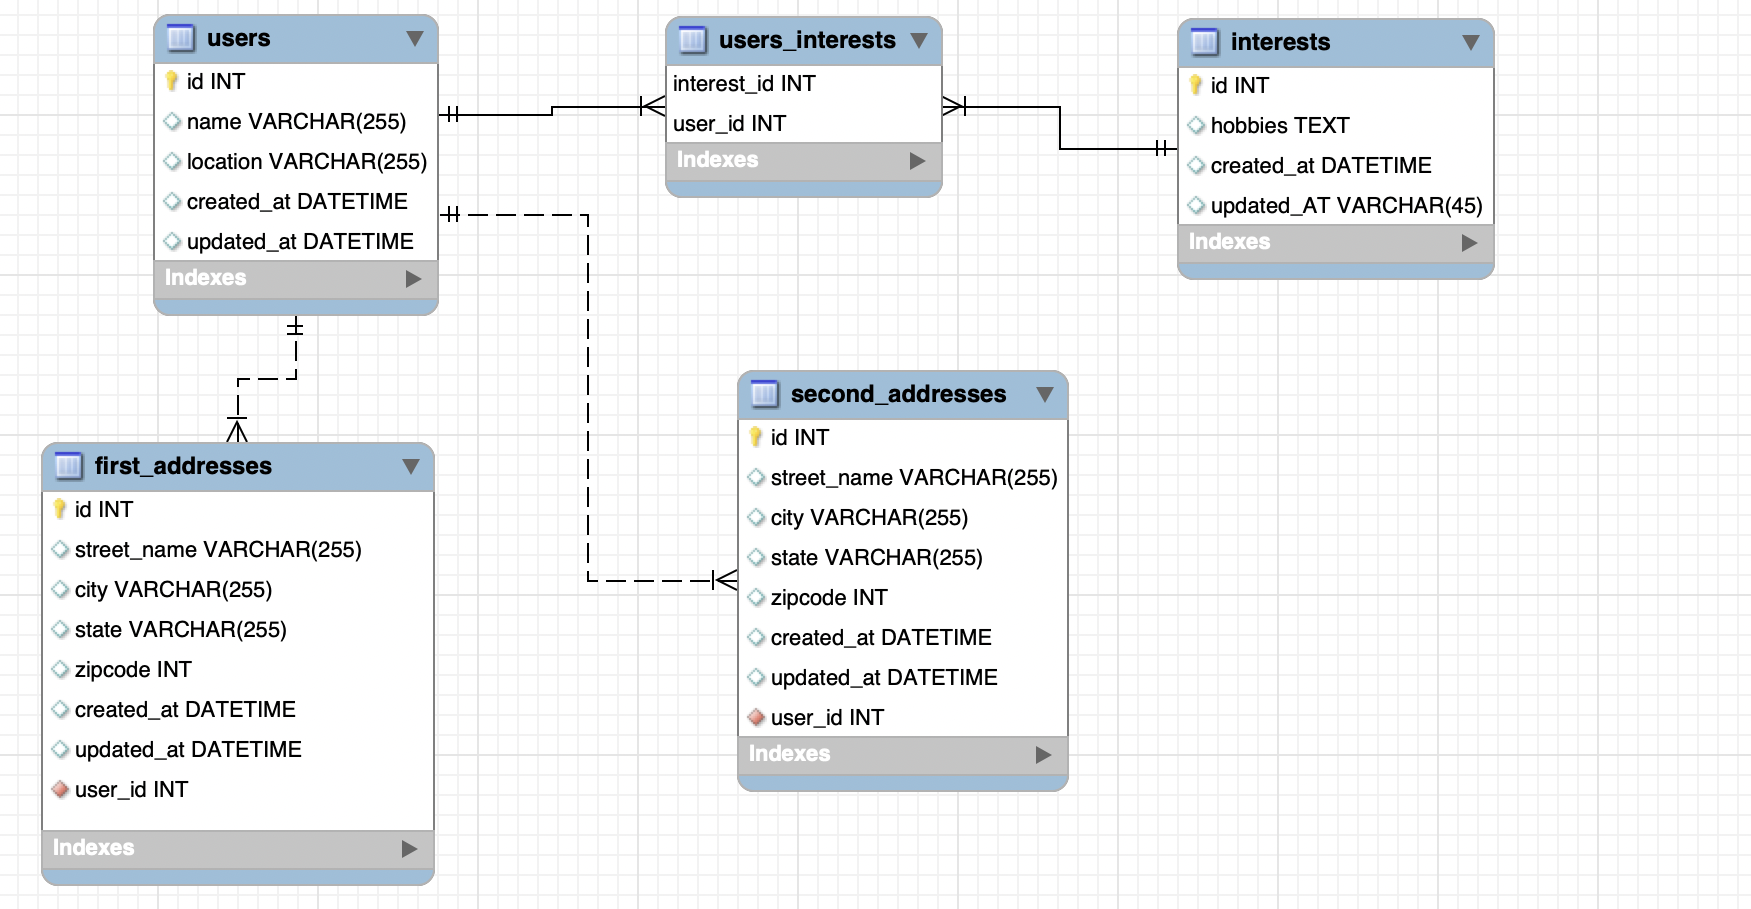 users
id INT
name VARCHAR(255)
location VARCHAR(255)
created_at DATETIME
updated_at DATETIME
Indexes
users_interests
interest_id INT
user_id INT
Indexes
interests
id INT
hobbies TEXT
created_at DATETIME
updated_AT VARCHAR(45)
Indexes
first_addresses
id INT
street_name VARCHAR(255)
city VARCHAR(255)
state VARCHAR(255)
zipcode INT
created_at DATETIME
updated_at DATETIME
user_id INT
Indexes
second_addresses
id INT
street_name VARCHAR(255)
city VARCHAR(255)
state VARCHAR(255)
zipcode INT
created_at DATETIME
updated_at DATETIME
user_id INT
Indexes